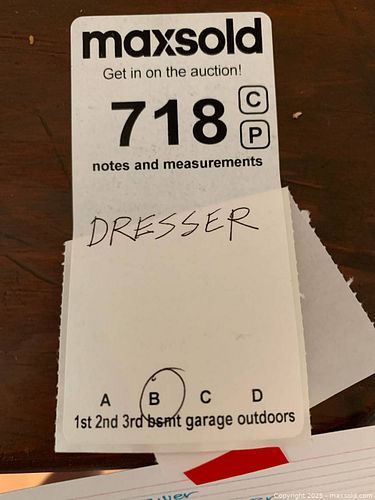 maxsold
Get in on the auction!
718 C
P
notes and measurements
DRESSER
A B C D
1st 2nd 3rd bsmt garage outdoors
Copyright 2025 - maxsold.com